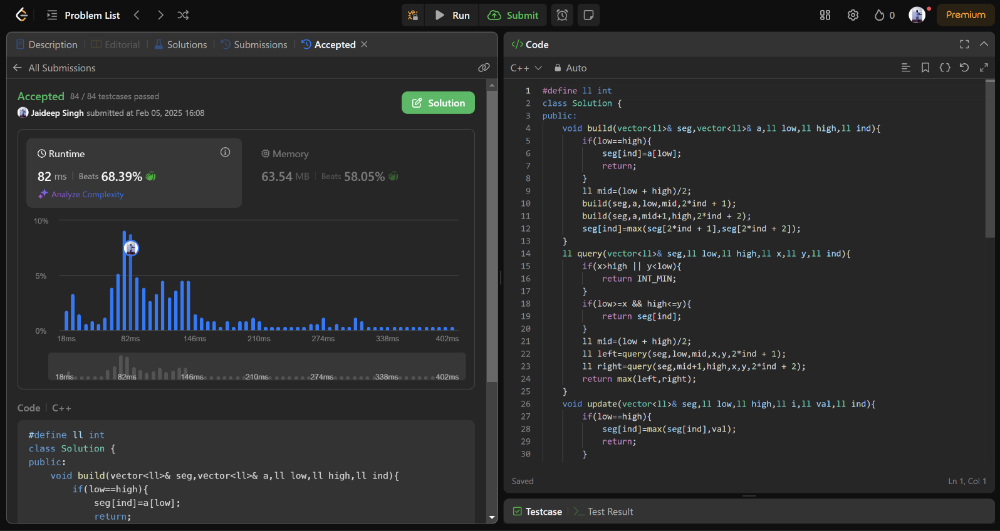 Problem List
Run
Submit
0
Premium
Description
Editorial
Solutions
Submissions
Accepted
All Submissions
Accepted 84 / 84 testcases passed
Jaideep Singh submitted at Feb 05, 2025 16:08
Solution
Runtime
82 ms | Beats 68.39%
Analyze Complexity
Memory
63.54 MB | Beats 58.05%
10%
5%
0%
18ms 82ms 146ms 210ms 274ms 338ms 402ms
18ms 82ms 146ms 210ms 274ms 338ms 402ms
Code | C++
#define ll int
class Solution {
public:
    void build(vector<ll>& seg,vector<ll>& a,ll low,ll high,ll ind){
        if(low==high){
            seg[ind]=a[low];
            return;
</> Code
C++ Auto
1 #define ll int
2 class Solution {
3 public:
4     void build(vector<ll>& seg,vector<ll>& a,ll low,ll high,ll ind){
5         if(low==high){
6             seg[ind]=a[low];
7             return;
8         }
9         ll mid=(low + high)/2;
10         build(seg,a,low,mid,2*ind + 1);
11         build(seg,a,mid+1,high,2*ind + 2);
12         seg[ind]=max(seg[2*ind + 1],seg[2*ind + 2]);
13     }
14     ll query(vector<ll>& seg,ll low,ll high,ll x,ll y,ll ind){
15         if(x>high || y<low){
16             return INT_MIN;
17         }
18         if(low>=x && high<=y){
19             return seg[ind];
20         }
21         ll mid=(low + high)/2;
22         ll left=query(seg,low,mid,x,y,2*ind + 1);
23         ll right=query(seg,mid+1,high,x,y,2*ind + 2);
24         return max(left,right);
25     }
26     void update(vector<ll>& seg,ll low,ll high,ll i,ll val,ll ind){
27         if(low==high){
28             seg[ind]=max(seg[ind],val);
29             return;
30         }
Saved
Ln 1, Col 1
Testcase
Test Result